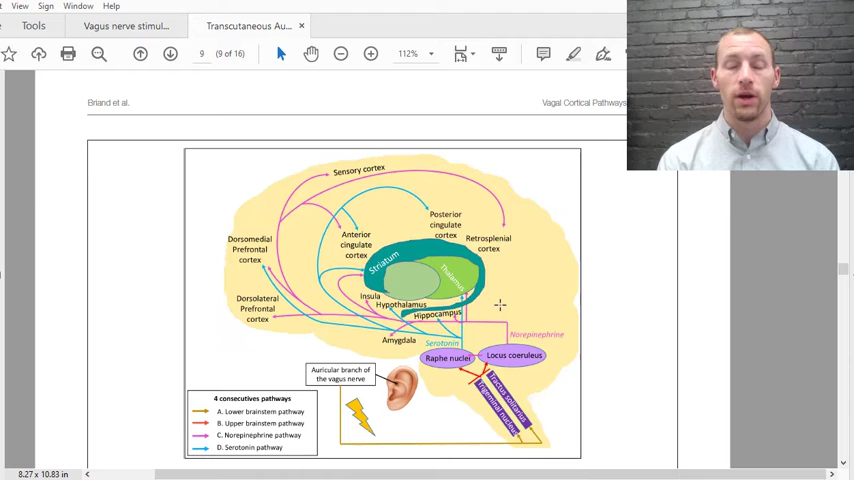 File Edit View Sign Window Help
Tools
Vagus nerve stimul...
Transcutaneous Au...
9
(9 of 16)
112%
Briand et al.
Vagal Cortical Pathways
Sensory cortex
Posterior
cingulate
cortex
Anterior
cingulate
cortex
Retrosplenial
cortex
Dorsomedial
Prefrontal
cortex
Striatum
Thalamus
Insula
Hypothalamus
Hippocampus
Dorsolateral
Prefrontal
cortex
Amygdala
Serotonin
Norepinephrine
Raphe nuclei
Locus coeruleus
Auricular branch of
the vagus nerve
Tractus solitarius
Trigeminal nucleus
4 consecutives pathways
A. Lower brainstem pathway
B. Upper brainstem pathway
C. Norepinephrine pathway
D. Serotonin pathway
8.27 x 10.83 in